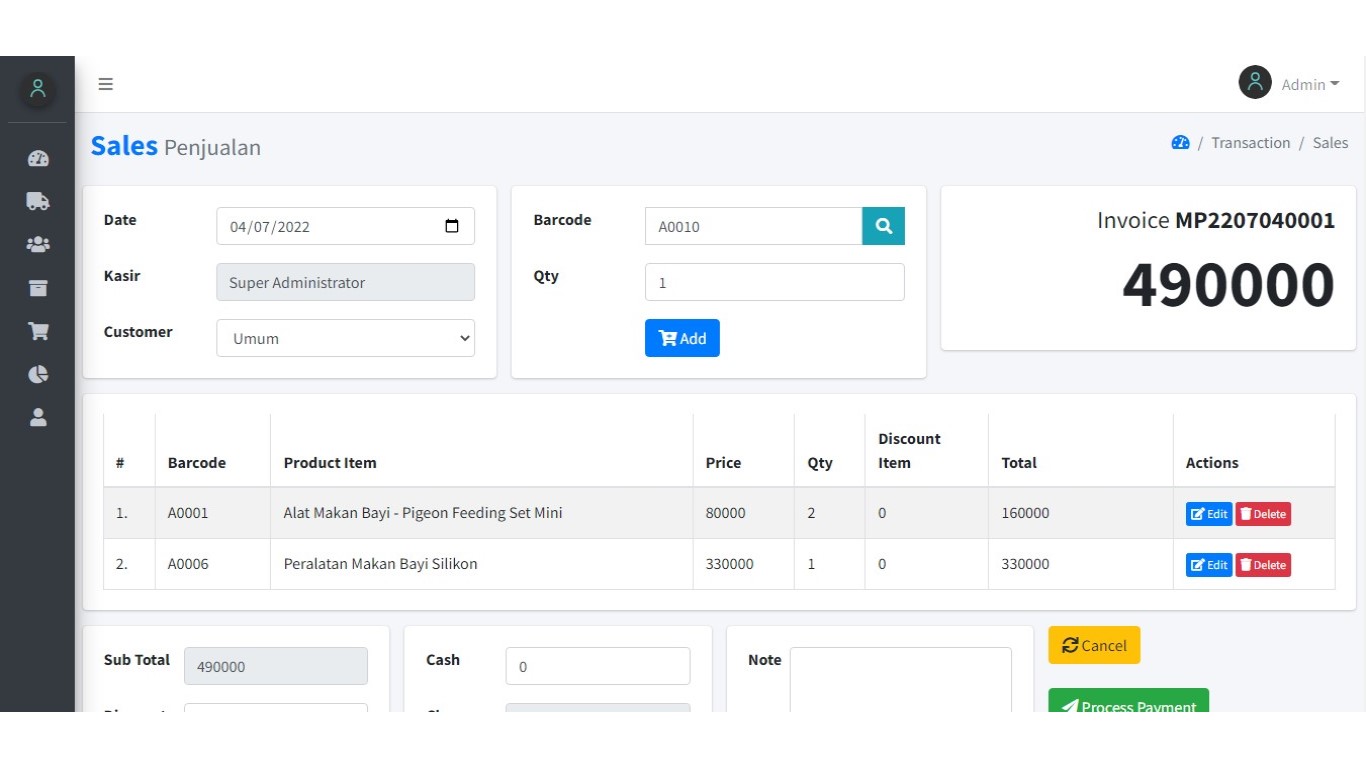 Admin
Sales Penjualan
/ Transaction / Sales
Date
04/07/2022
Kasir
Super Administrator
Customer
Umum
Barcode
A0010
Qty
1
Add
Invoice MP2207040001
490000
# Barcode Product Item Price Qty Discount Item Total Actions
1. A0001 Alat Makan Bayi - Pigeon Feeding Set Mini 80000 2 0 160000 Edit Delete
2. A0006 Peralatan Makan Bayi Silikon 330000 1 0 330000 Edit Delete
Sub Total
490000
Cash
0
Note
Cancel
Process Payment